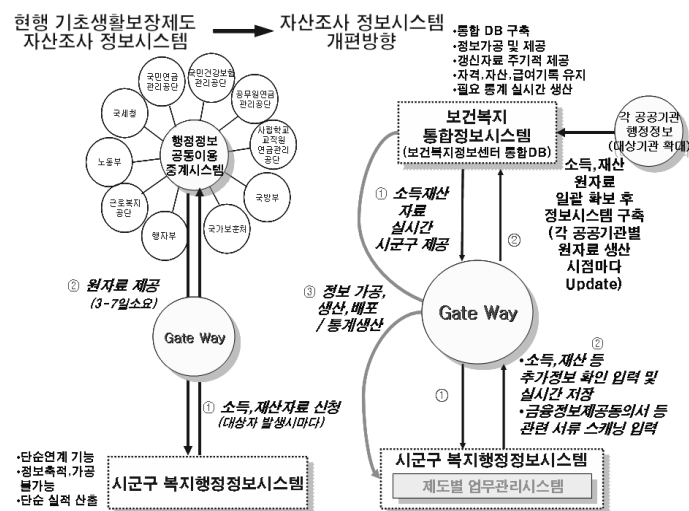 현행 기초생활보장제도
자산조사 정보시스템
자산조사 정보시스템
개편방향
•통합 DB 구축
•정보가공 및 제공
•갱신자료 주기적 제공
•자격,자산,급여기록 유지
•필요 통계 실시간 생산
국민연금
관리공단
국민건강보험
관리공단
공무원연금
관리공단
사립학교
교직원
연금관리
공단
국방부
국가보훈처
행자부
근로복지
공단
노동부
국세청
행정정보
공동이용
중계시스템
② 원자료 제공
(3-7일소요)
Gate Way
① 소득,재산자료 신청
(대상자 발생시마다)
•단순연계 기능
•정보축적,가공
불가능
•단순 실적 산출
시군구 복지행정정보시스템
보건복지
통합정보시스템
(보건복지정보센터 통합DB)
각 공공기관
행정정보
(대상기관 확대)
소득,재산
원자료
일괄 확보 후
정보시스템 구축
(각 공공기관별
원자료 생산
시점마다
Update)
① 소득재산
자료
실시간
시군구 제공
②
③ 정보 가공,
생산,배포
/ 통계생산
Gate Way
①
②
•소득,재산 등
추가정보 확인 입력 및
실시간 저장
•금융정보제공동의서 등
관련 서류 스캐닝 입력
시군구 복지행정정보시스템
제도별 업무관리시스템